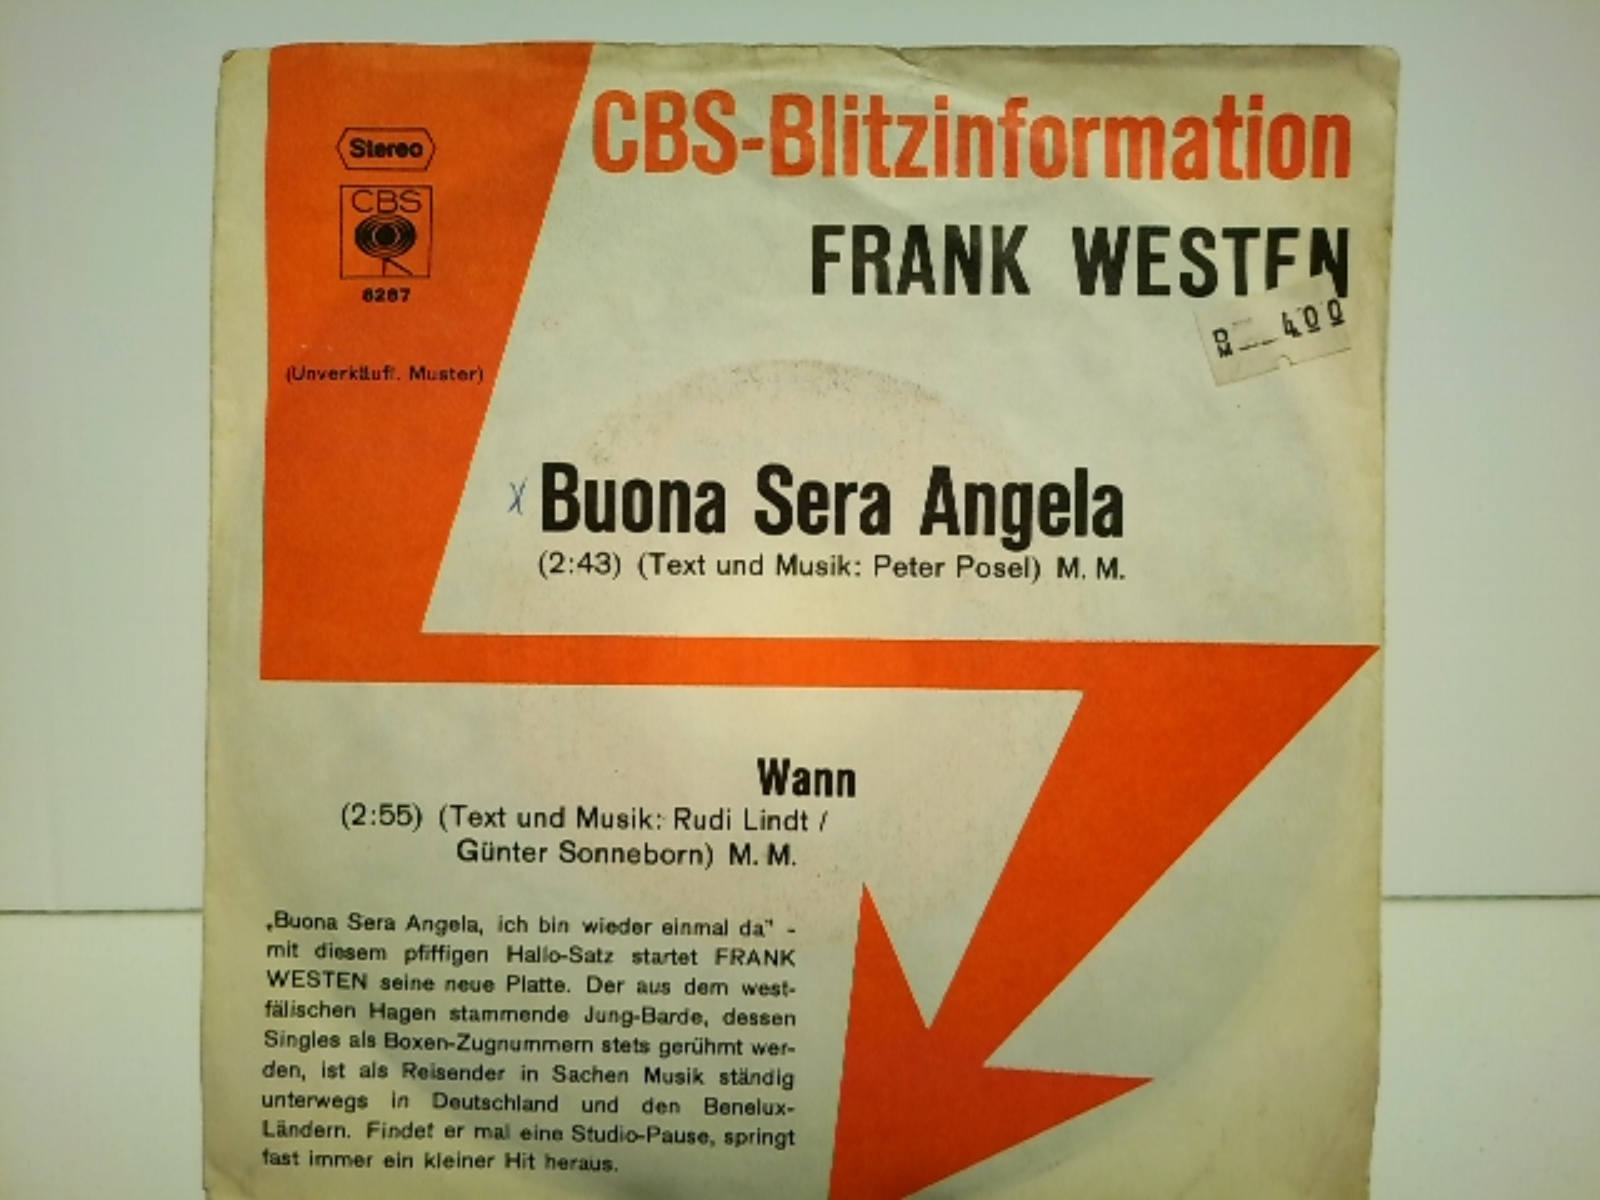 CBS-Blitzinformation
Stereo
CBS
6287
FRANK WESTEN
DM 400
(Unverkäufl. Muster)
x Buona Sera Angela
(2:43) (Text und Musik: Peter Posel) M. M.
Wann
(2:55) (Text und Musik: Rudi Lindt /
Günter Sonneborn) M. M.
„Buona Sera Angela, ich bin wieder einmal da" -
mit diesem pfiffigen Hallo-Satz startet FRANK
WESTEN seine neue Platte. Der aus dem west-
fälischen Hagen stammende Jung-Barde, dessen
Singles als Boxen-Zugnummern stets gerühmt wer-
den, ist als Reisender in Sachen Musik ständig
unterwegs in Deutschland und den Benelux-
Ländern. Findet er mal eine Studio-Pause, springt
fast immer ein kleiner Hit heraus.